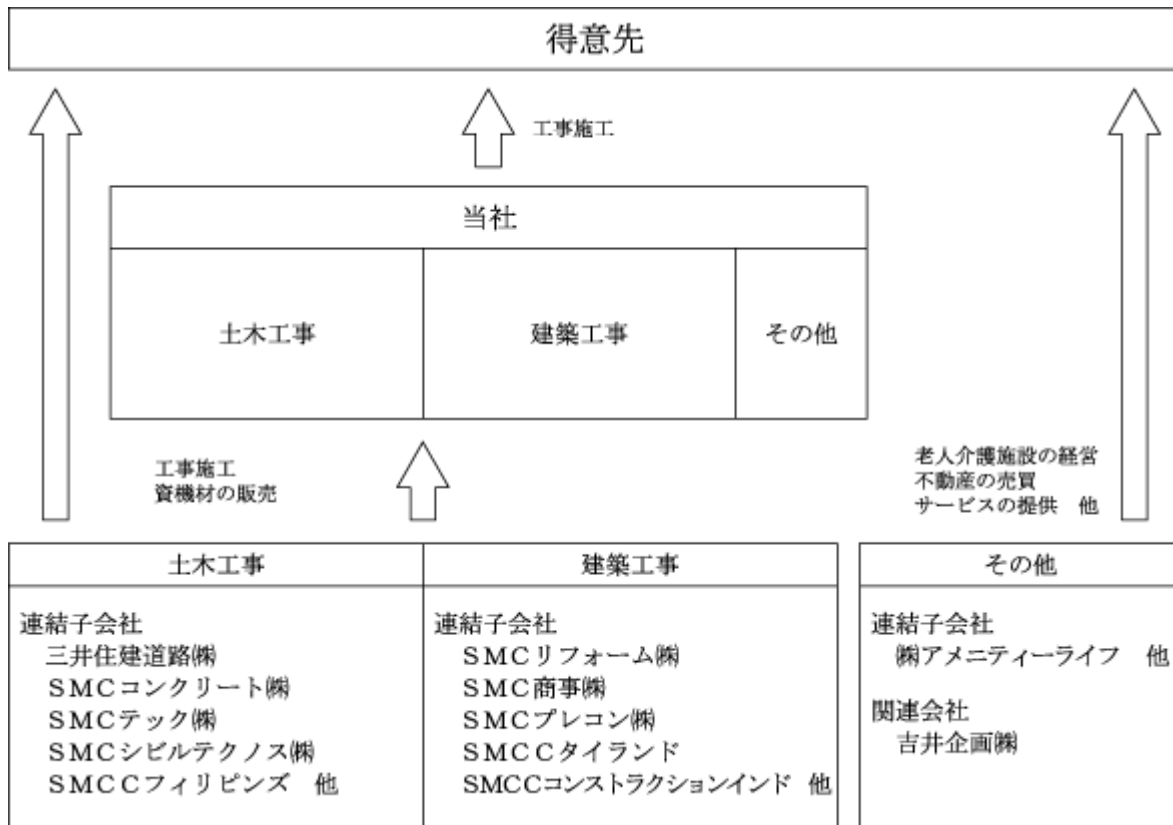 得意先
工事施工
当社
土木工事
建築工事
その他
工事施工
資機材の販売
老人介護施設の経営
不動産の売買
サービスの提供　他
土木工事
連結子会社
三井住建道路㈱
ＳＭＣコンクリート㈱
ＳＭＣテック㈱
ＳＭＣシビルテクノス㈱
ＳＭＣＣフィリピンズ　他
建築工事
連結子会社
ＳＭＣリフォーム㈱
ＳＭＣ商事㈱
ＳＭＣプレコン㈱
ＳＭＣＣタイランド
SMCCコンストラクションインド　他
その他
連結子会社
㈱アメニティーライフ　他
関連会社
吉井企画㈱